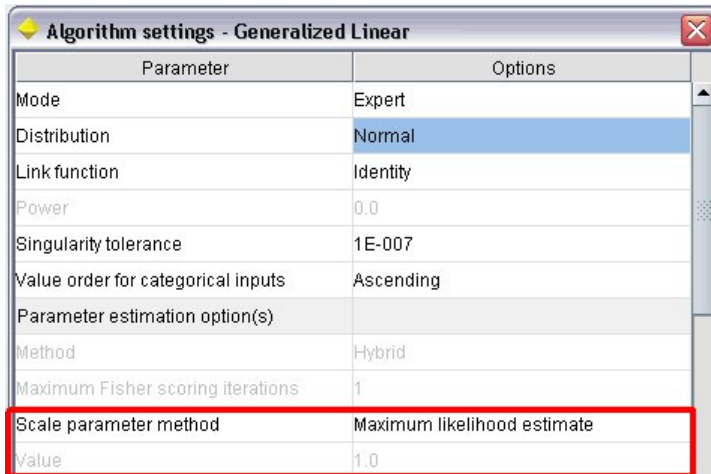 Algorithm settings - Generalized Linear
Parameter Options
Mode Expert
Distribution Normal
Link function Identity
Power 0.0
Singularity tolerance 1E-007
Value order for categorical inputs Ascending
Parameter estimation option(s)
Method Hybrid
Maximum Fisher scoring iterations 1
Scale parameter method Maximum likelihood estimate
Value 1.0